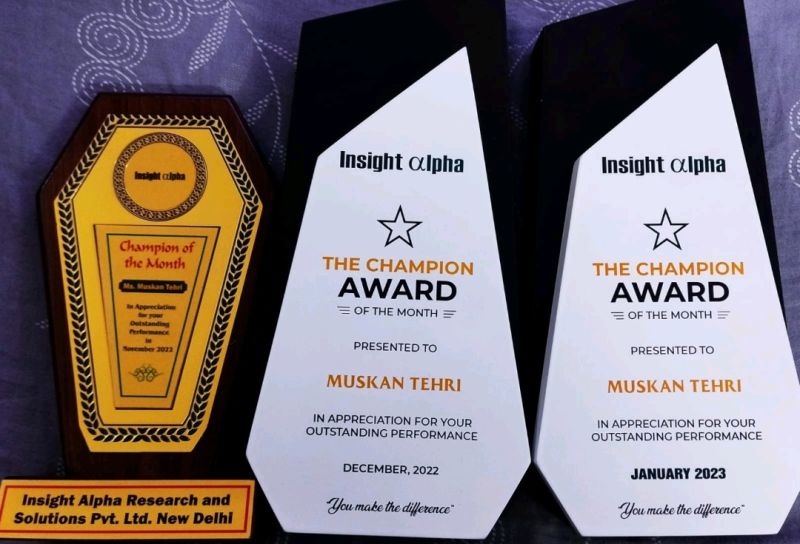 Insight αlpha
Champion of
the Month
Ms. Muskan Tehri
In Appreciation
for your
Outstanding
Performance
in
November 2022
Insight Alpha Research and
Solutions Pvt. Ltd. New Delhi
Insight αlpha
THE CHAMPION
AWARD
OF THE MONTH
PRESENTED TO
MUSKAN TEHRI
IN APPRECIATION FOR YOUR
OUTSTANDING PERFORMANCE
DECEMBER, 2022
"You make the difference"
Insight αlpha
THE CHAMPION
AWARD
OF THE MONTH
PRESENTED TO
MUSKAN TEHRI
IN APPRECIATION FOR YOUR
OUTSTANDING PERFORMANCE
JANUARY 2023
"You make the difference"